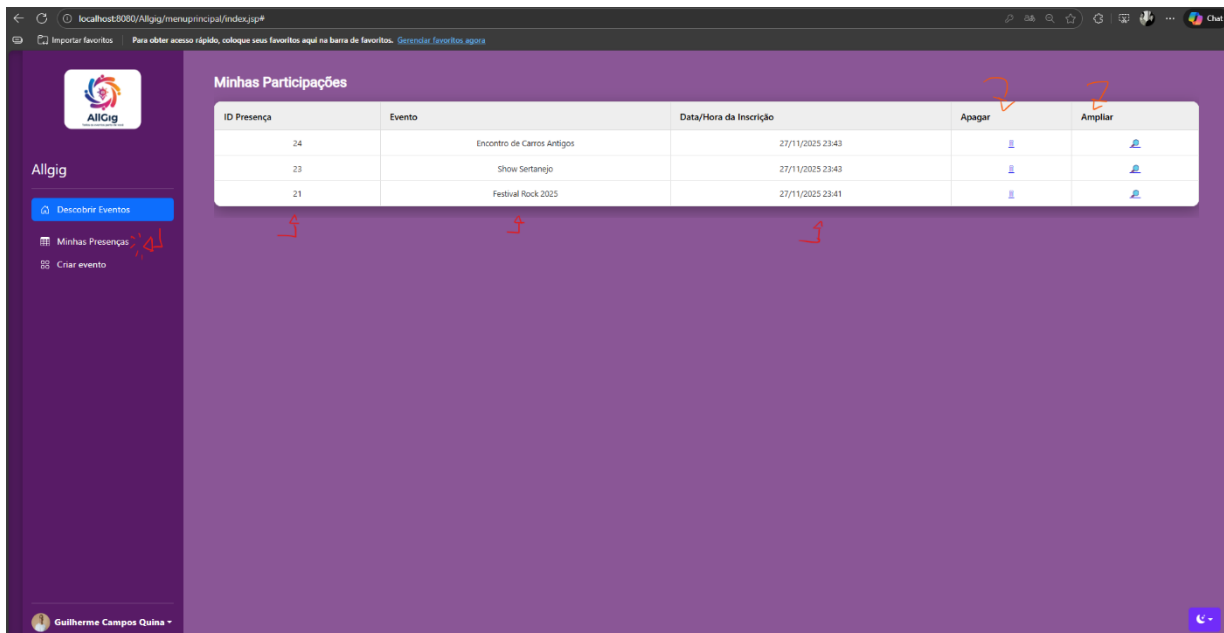 localhost:8080/Allgig/menuprincipal/index.jsp#
Chat
Importar favoritos
Para obter acesso rápido, coloque seus favoritos aqui na barra de favoritos. Gerenciar favoritos agora
AllGig
Allgig
Descobrir Eventos
Minhas Presenças
Criar evento
Guilherme Campos Quina
Minhas Participações
ID Presença Evento Data/Hora da Inscrição Apagar Ampliar
24 Encontro de Carros Antigos 27/11/2025 23:43
23 Show Sertanejo 27/11/2025 23:43
21 Festival Rock 2025 27/11/2025 23:41